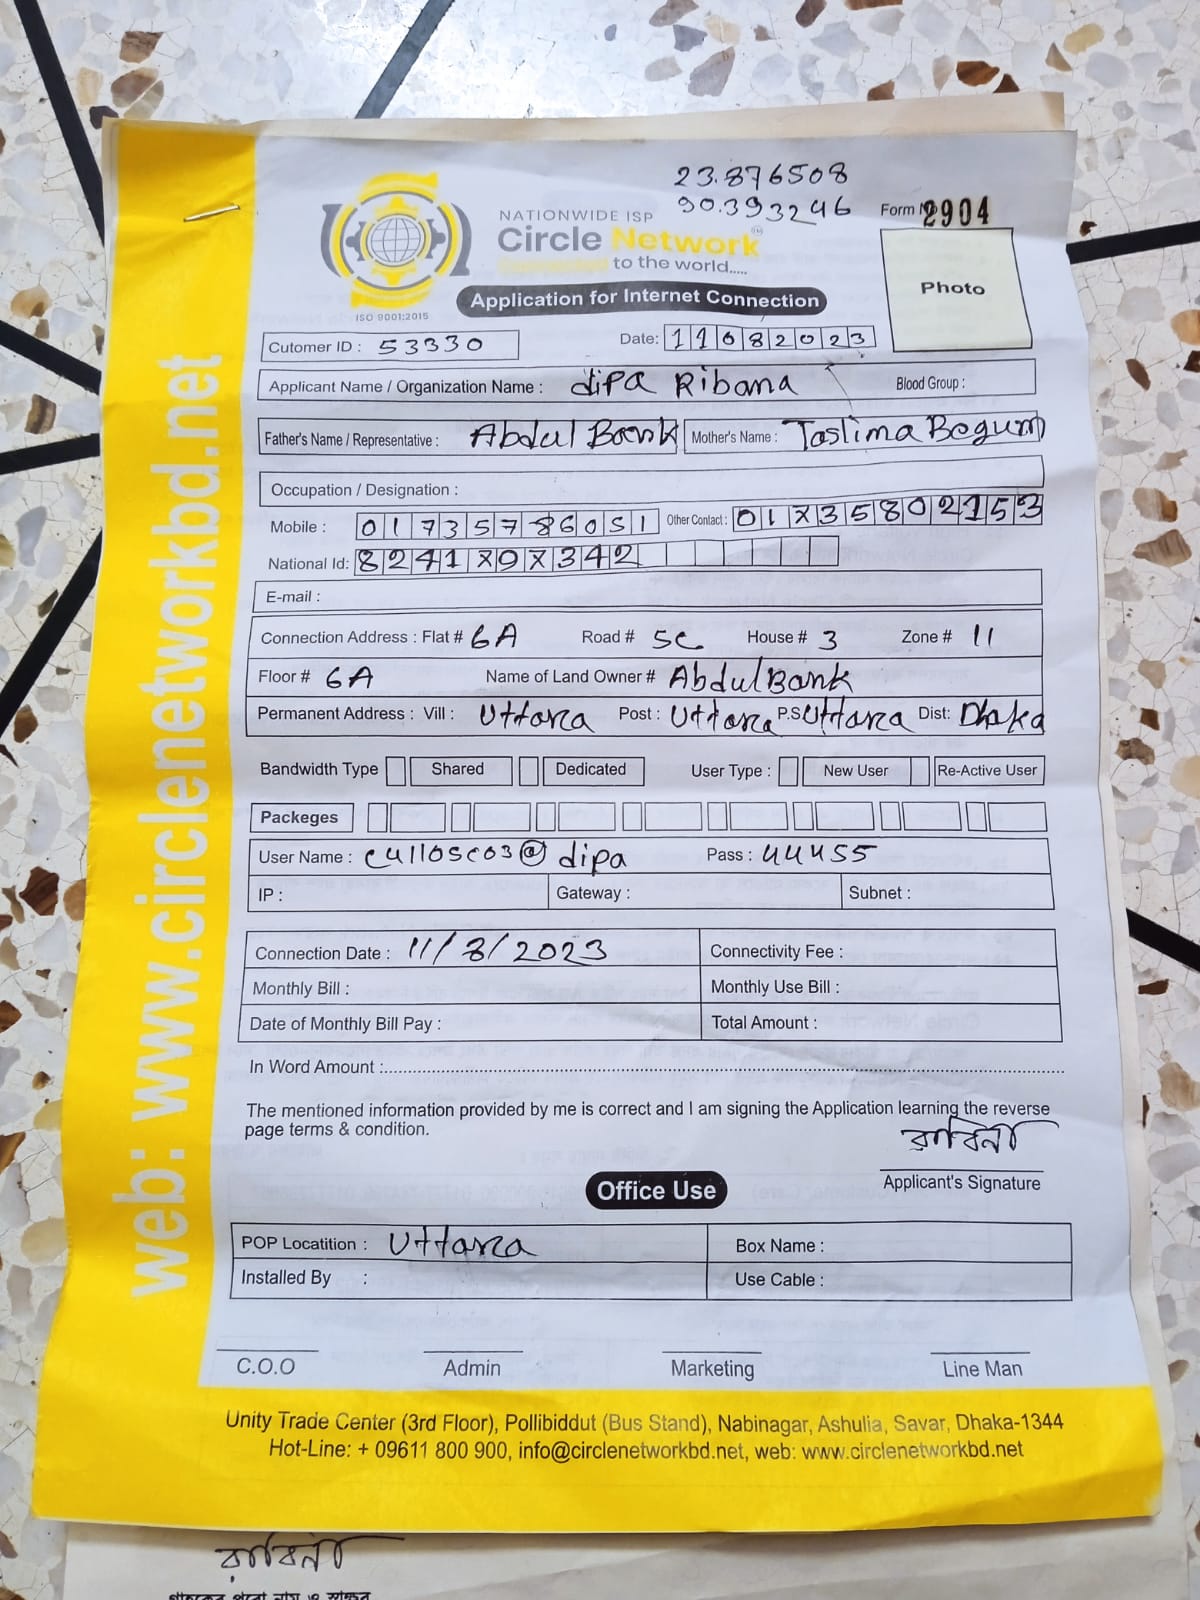 23.876508
90.393246
Form No 2904
NATIONWIDE ISP
Circle Network
Connected to the world.....
ISO 9001:2015
Application for Internet Connection
Photo
Cutomer ID : 53330 Date: 11082023
Applicant Name / Organization Name : dipa Ribana Blood Group :
Father's Name / Representative : Abdul Bank Mother's Name : Taslima Begum
Occupation / Designation :
Mobile : 01735786051 Other Contact : 01735802153
National Id: 8241797342
E-mail :
Connection Address : Flat # 6A Road # 5C House # 3 Zone # 11
Floor # 6A Name of Land Owner # Abdul Bank
Permanent Address : Vill : Uttara Post : Uttara P.S Uttara Dist: Dhaka
Bandwidth Type Shared Dedicated User Type : New User Re-Active User
Packeges
User Name : cu1105c03@dipa Pass : 44455
IP : Gateway : Subnet :
Connection Date : 11/8/2023 Connectivity Fee :
Monthly Bill : Monthly Use Bill :
Date of Monthly Bill Pay : Total Amount :
In Word Amount :
The mentioned information provided by me is correct and I am signing the Application learning the reverse
page terms & condition.
Applicant's Signature
Office Use
POP Locatition : Uttara Box Name :
Installed By : Use Cable :
C.O.O Admin Marketing Line Man
Unity Trade Center (3rd Floor), Pollibiddut (Bus Stand), Nabinagar, Ashulia, Savar, Dhaka-1344
Hot-Line: + 09611 800 900, info@circlenetworkbd.net, web: www.circlenetworkbd.net
web: www.circlenetworkbd.net